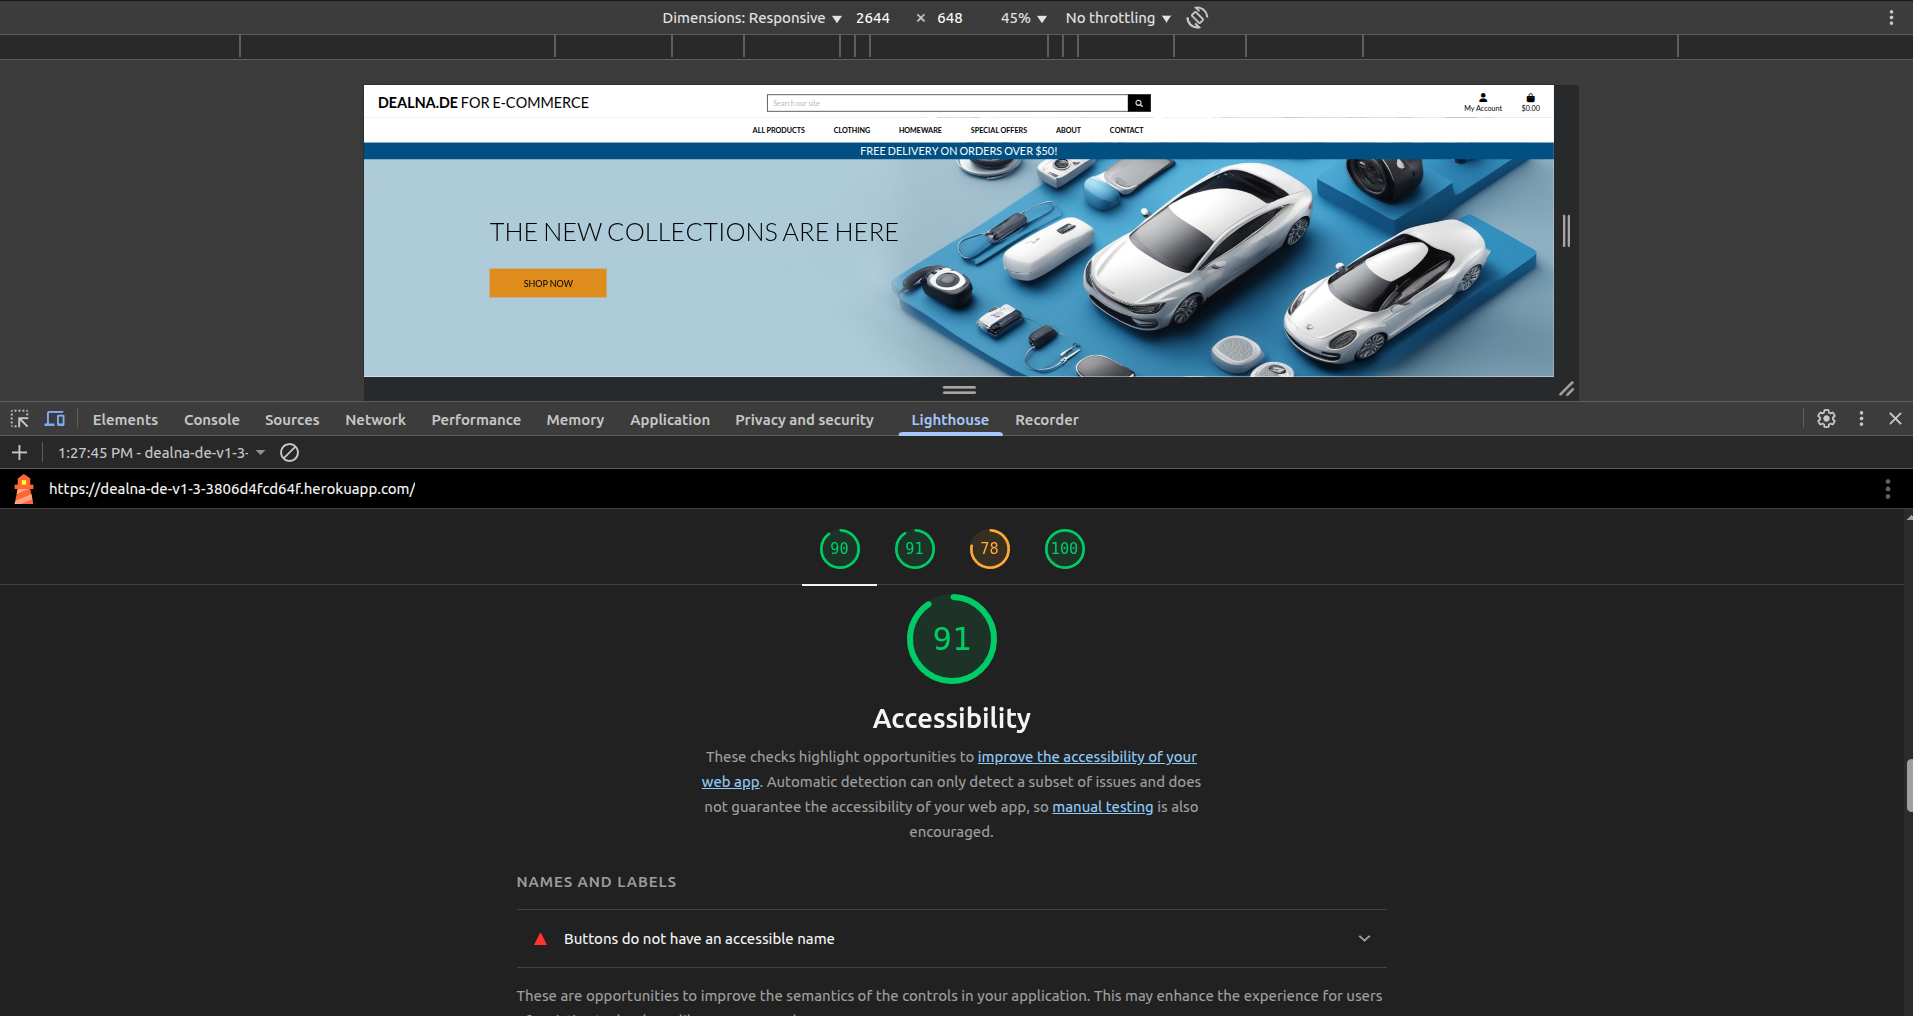 Dimensions: Responsive 2644 × 648 45% No throttling
DEALNA.DE FOR E-COMMERCE
Search our site
My Account
$0.00
ALL PRODUCTS CLOTHING HOMEWARE SPECIAL OFFERS ABOUT CONTACT
FREE DELIVERY ON ORDERS OVER $50!
THE NEW COLLECTIONS ARE HERE
SHOP NOW
Elements Console Sources Network Performance Memory Application Privacy and security Lighthouse Recorder
1:27:45 PM - dealna-de-v1-3-
https://dealna-de-v1-3-3806d4fcd64f.herokuapp.com/
90 91 78 100
91
Accessibility
These checks highlight opportunities to improve the accessibility of your
web app. Automatic detection can only detect a subset of issues and does
not guarantee the accessibility of your web app, so manual testing is also
encouraged.
NAMES AND LABELS
Buttons do not have an accessible name
These are opportunities to improve the semantics of the controls in your application. This may enhance the experience for users